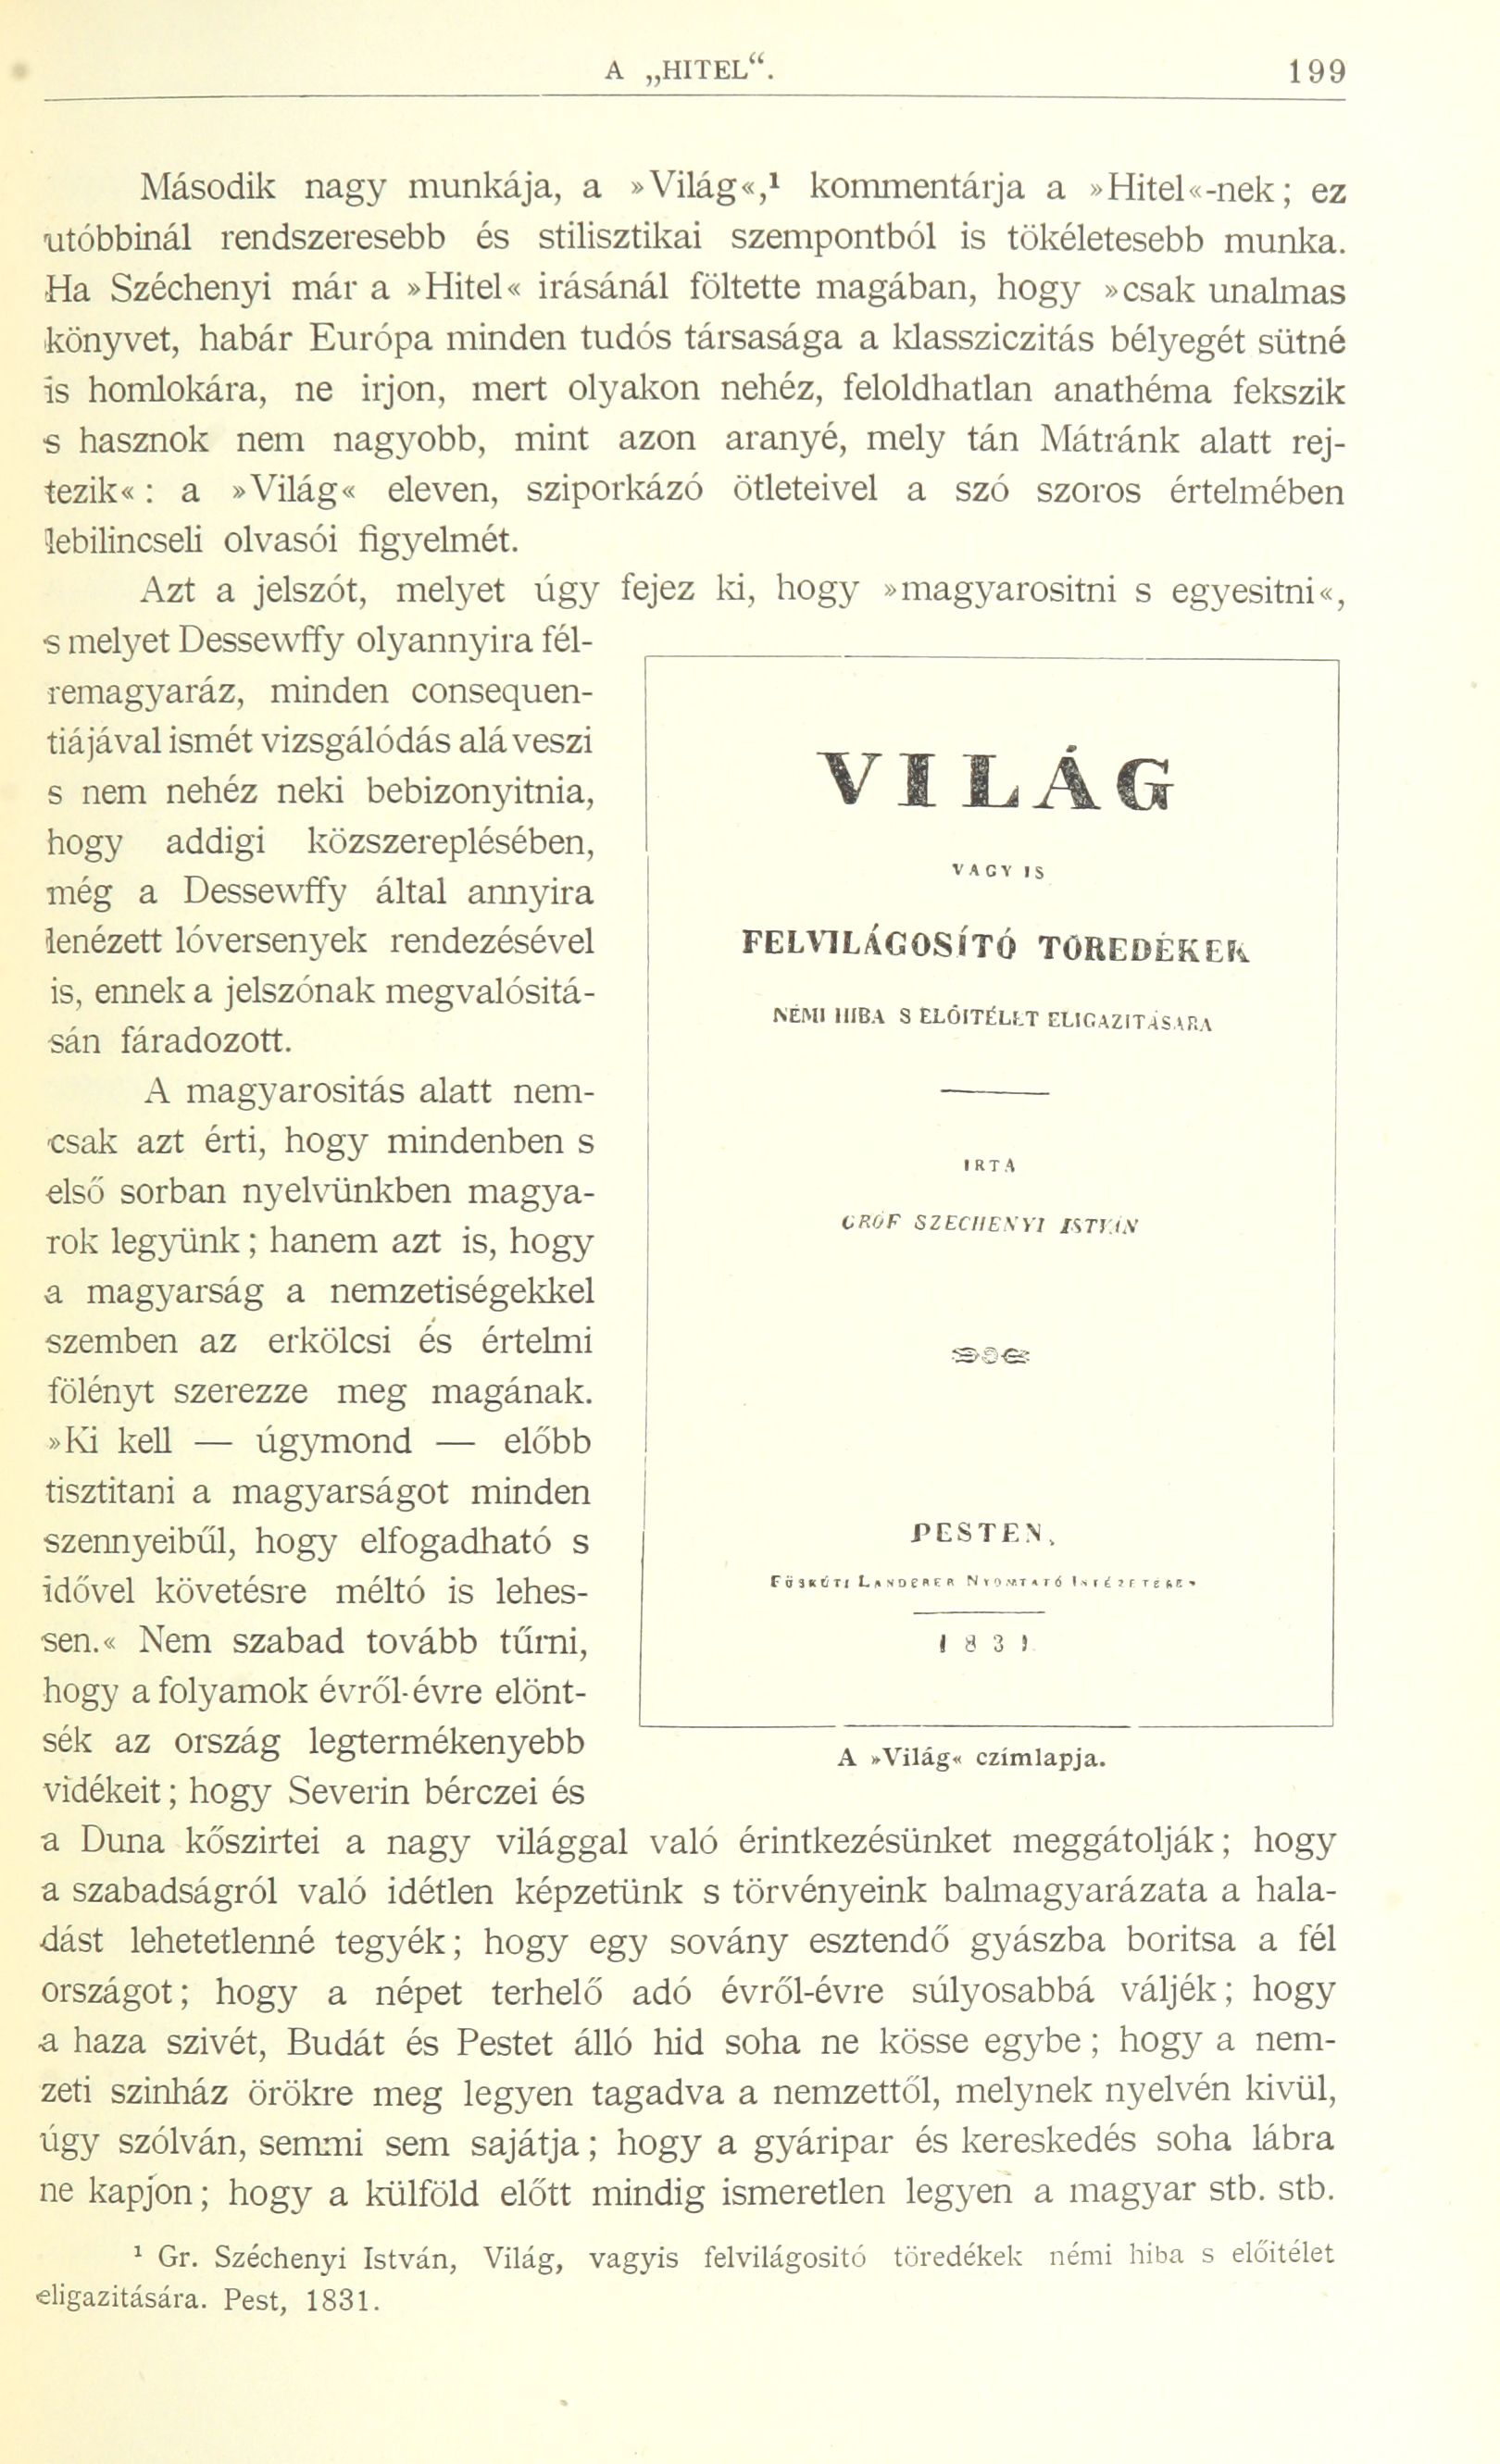 A „HITEL“. 199
Második nagy munkája, a »Világ«,¹ kommentárja a »Hitel«-nek; ez
utóbbinál rendszeresebb és stilisztikai szempontból is tökéletesebb munka.
Ha Széchenyi már a »Hitel« irásánál föltette magában, hogy »csak unalmas
könyvet, habár Európa minden tudós társasága a klassziczitás bélyegét sütné
is homlokára, ne irjon, mert olyakon nehéz, feloldhatlan anathéma fekszik
s hasznok nem nagyobb, mint azon aranyé, mely tán Mátránk alatt rej-
tezik«: a »Világ« eleven, sziporkázó ötleteivel a szó szoros értelmében
lebilincseli olvasói figyelmét.
Azt a jelszót, melyet úgy fejez ki, hogy »magyarositni s egyesitni«,
s melyet Dessewffy olyannyira fél-
remagyaráz, minden consequen-
tiájával ismét vizsgálódás alá veszi
s nem nehéz neki bebizonyitnia,
hogy addigi közszereplésében,
még a Dessewffy által annyira
lenézett lóversenyek rendezésével
is, ennek a jelszónak megvalósitá-
sán fáradozott.
A magyarositás alatt nem-
csak azt érti, hogy mindenben s
első sorban nyelvünkben magya-
rok legyünk; hanem azt is, hogy
a magyarság a nemzetiségekkel
szemben az erkölcsi és értelmi
fölényt szerezze meg magának.
»Ki kell — úgymond — előbb
tisztitani a magyarságot minden
szennyeibűl, hogy elfogadható s
idővel követésre méltó is lehes-
sen.« Nem szabad tovább tűrni,
hogy a folyamok évről-évre elönt-
sék az ország legtermékenyebb
vidékeit; hogy Severin bérczei és
VILÁG
VAGY IS
FELVILÁGOSÍTÓ TÖREDÉKEK
NÉMI HIBA S ELŐITÉLET ELIGAZITÁSÁRA
IRTA
GRÓF SZECHENYI ISTVÁN
PESTEN,
FÜSKÚTI LANDERER NYOMTATÓ INTÉZETÉBEN
1831
A »Világ« czímlapja.
a Duna kőszirtei a nagy világgal való érintkezésünket meggátolják; hogy
a szabadságról való idétlen képzetünk s törvényeink balmagyarázata a hala-
dást lehetetlenné tegyék; hogy egy sovány esztendő gyászba boritsa a fél
országot; hogy a népet terhelő adó évről-évre súlyosabbá váljék; hogy
a haza szivét, Budát és Pestet álló hid soha ne kösse egybe; hogy a nem-
zeti szinház örökre meg legyen tagadva a nemzettől, melynek nyelvén kivül,
úgy szólván, semmi sem sajátja; hogy a gyáripar és kereskedés soha lábra
ne kapjon; hogy a külföld előtt mindig ismeretlen legyen a magyar stb. stb.
¹ Gr. Széchenyi István, Világ, vagyis felvilágositó töredékek némi hiba s előitélet
eligazitására. Pest, 1831.